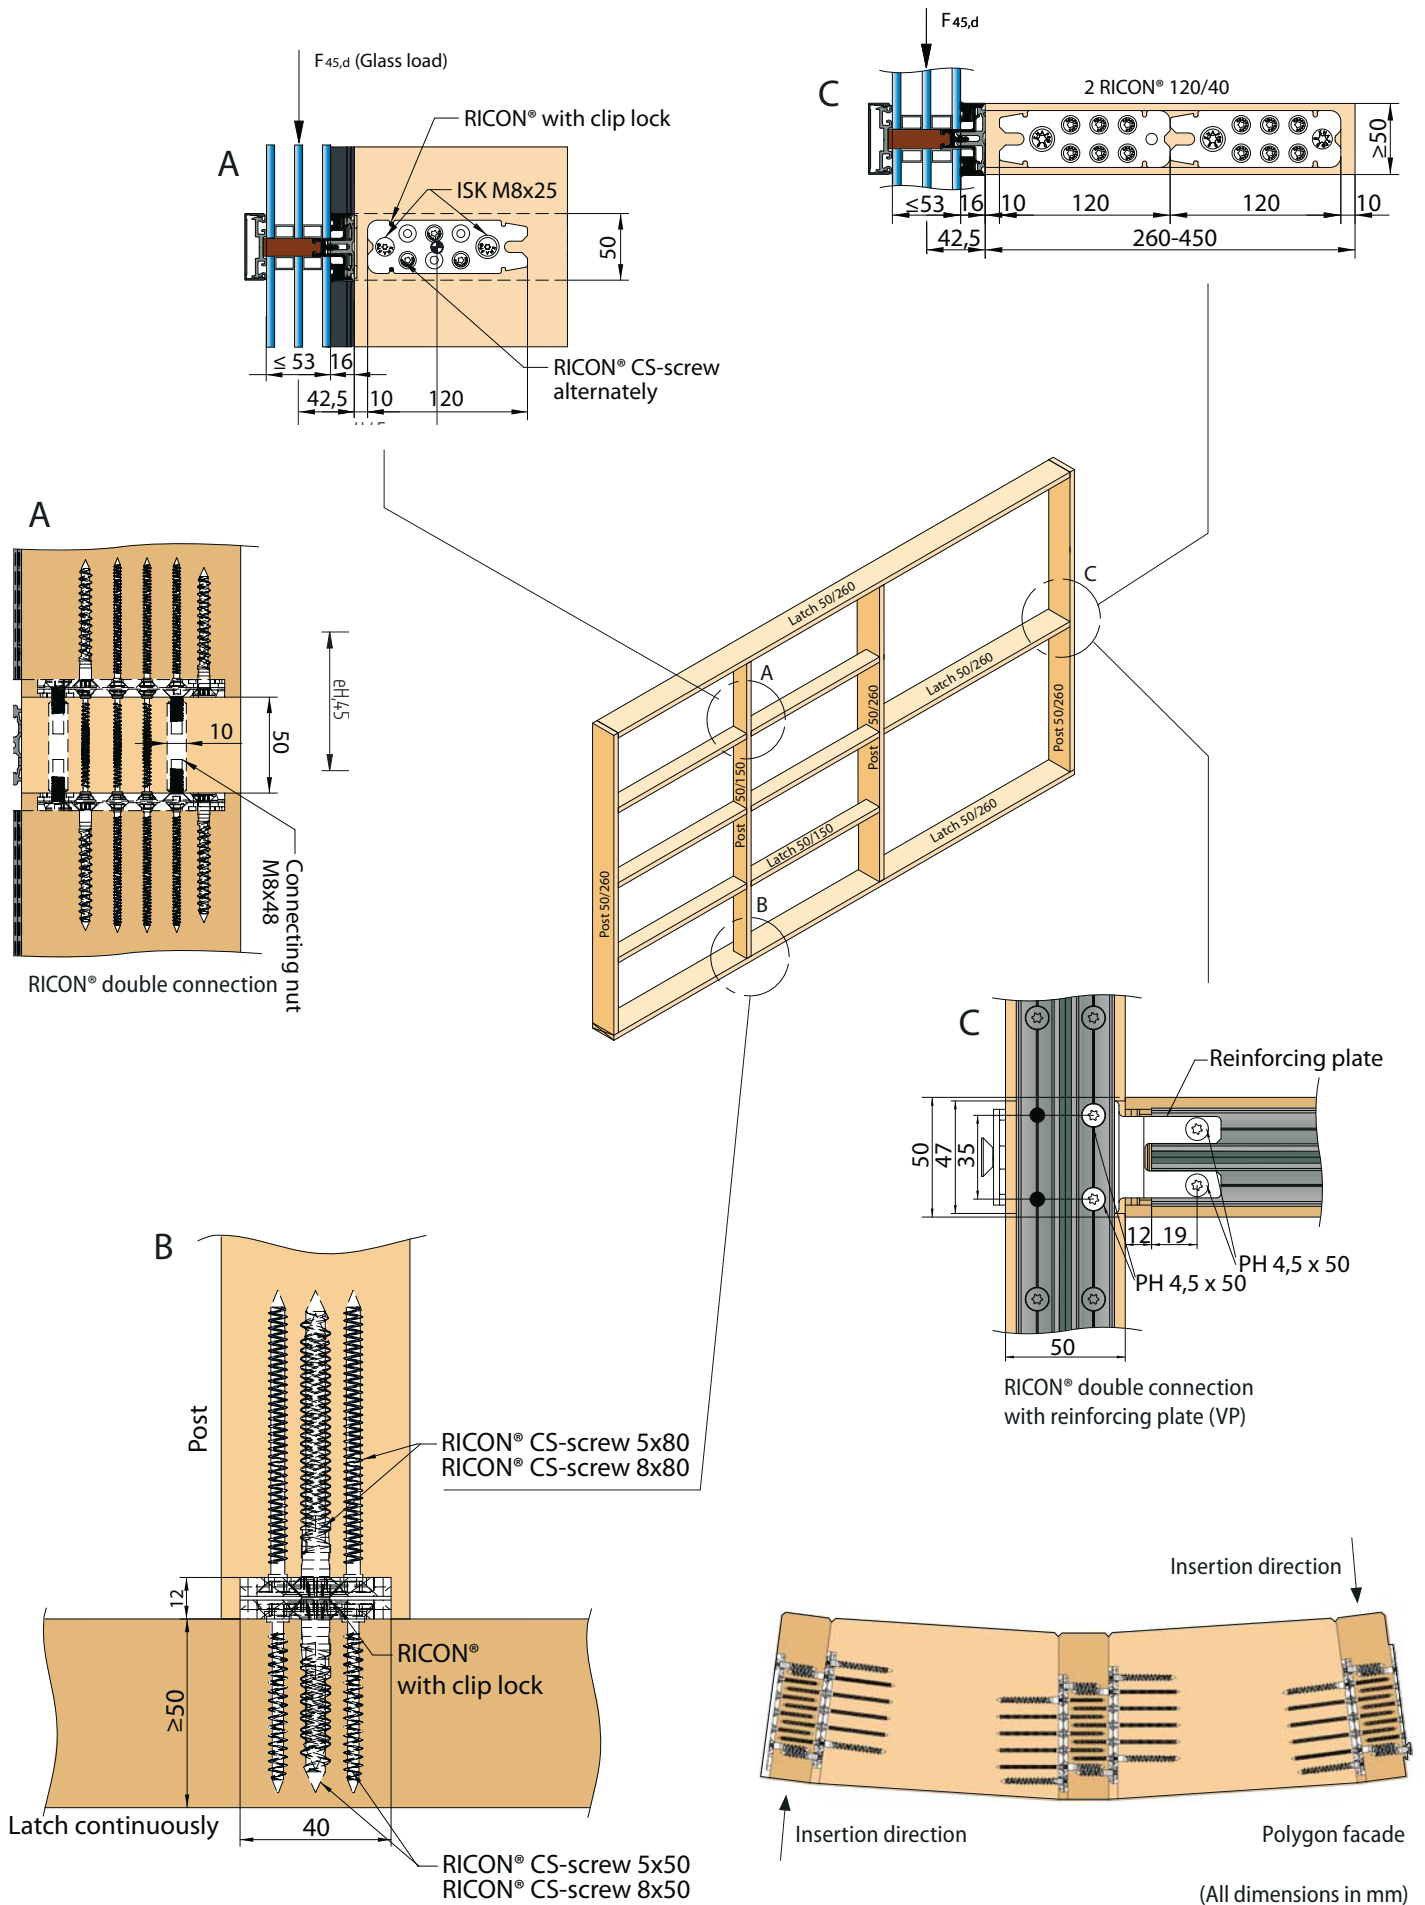 F45,d (Glass load)
RICON® with clip lock
A
ISK M8x25
50
≤ 53
16
RICON® CS-screw
alternately
42,5
10
120
F45,d
C
2 RICON® 120/40
≥50
≤53
16
10
120
120
10
42,5
260-450
A
eH,45
10
50
Connecting nut
M8x48
RICON® double connection
Latch 50/260
C
A
Latch 50/260
Post 50/260
Post 50/260
Post 50/150
Latch 50/150
Latch 50/260
Post 50/260
B
C
Reinforcing plate
50
47
35
12
19
PH 4,5 x 50
PH 4,5 x 50
50
RICON® double connection
with reinforcing plate (VP)
B
Post
RICON® CS-screw 5x80
RICON® CS-screw 8x80
12
RICON®
with clip lock
≥50
Latch continuously
40
RICON® CS-screw 5x50
RICON® CS-screw 8x50
Insertion direction
Insertion direction
Polygon facade
(All dimensions in mm)